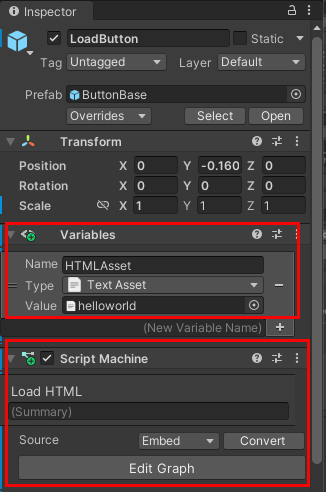 Inspector
LoadButton Static
Tag Untagged Layer Default
Prefab ButtonBase
Overrides Select Open
Transform
Position X 0 Y -0.160 Z 0
Rotation X 0 Y 0 Z 0
Scale X 1 Y 1 Z 1
Variables
Name HTMLAsset
Type Text Asset
Value helloworld
(New Variable Name) +
Script Machine
Load HTML
(Summary)
Source Embed Convert
Edit Graph